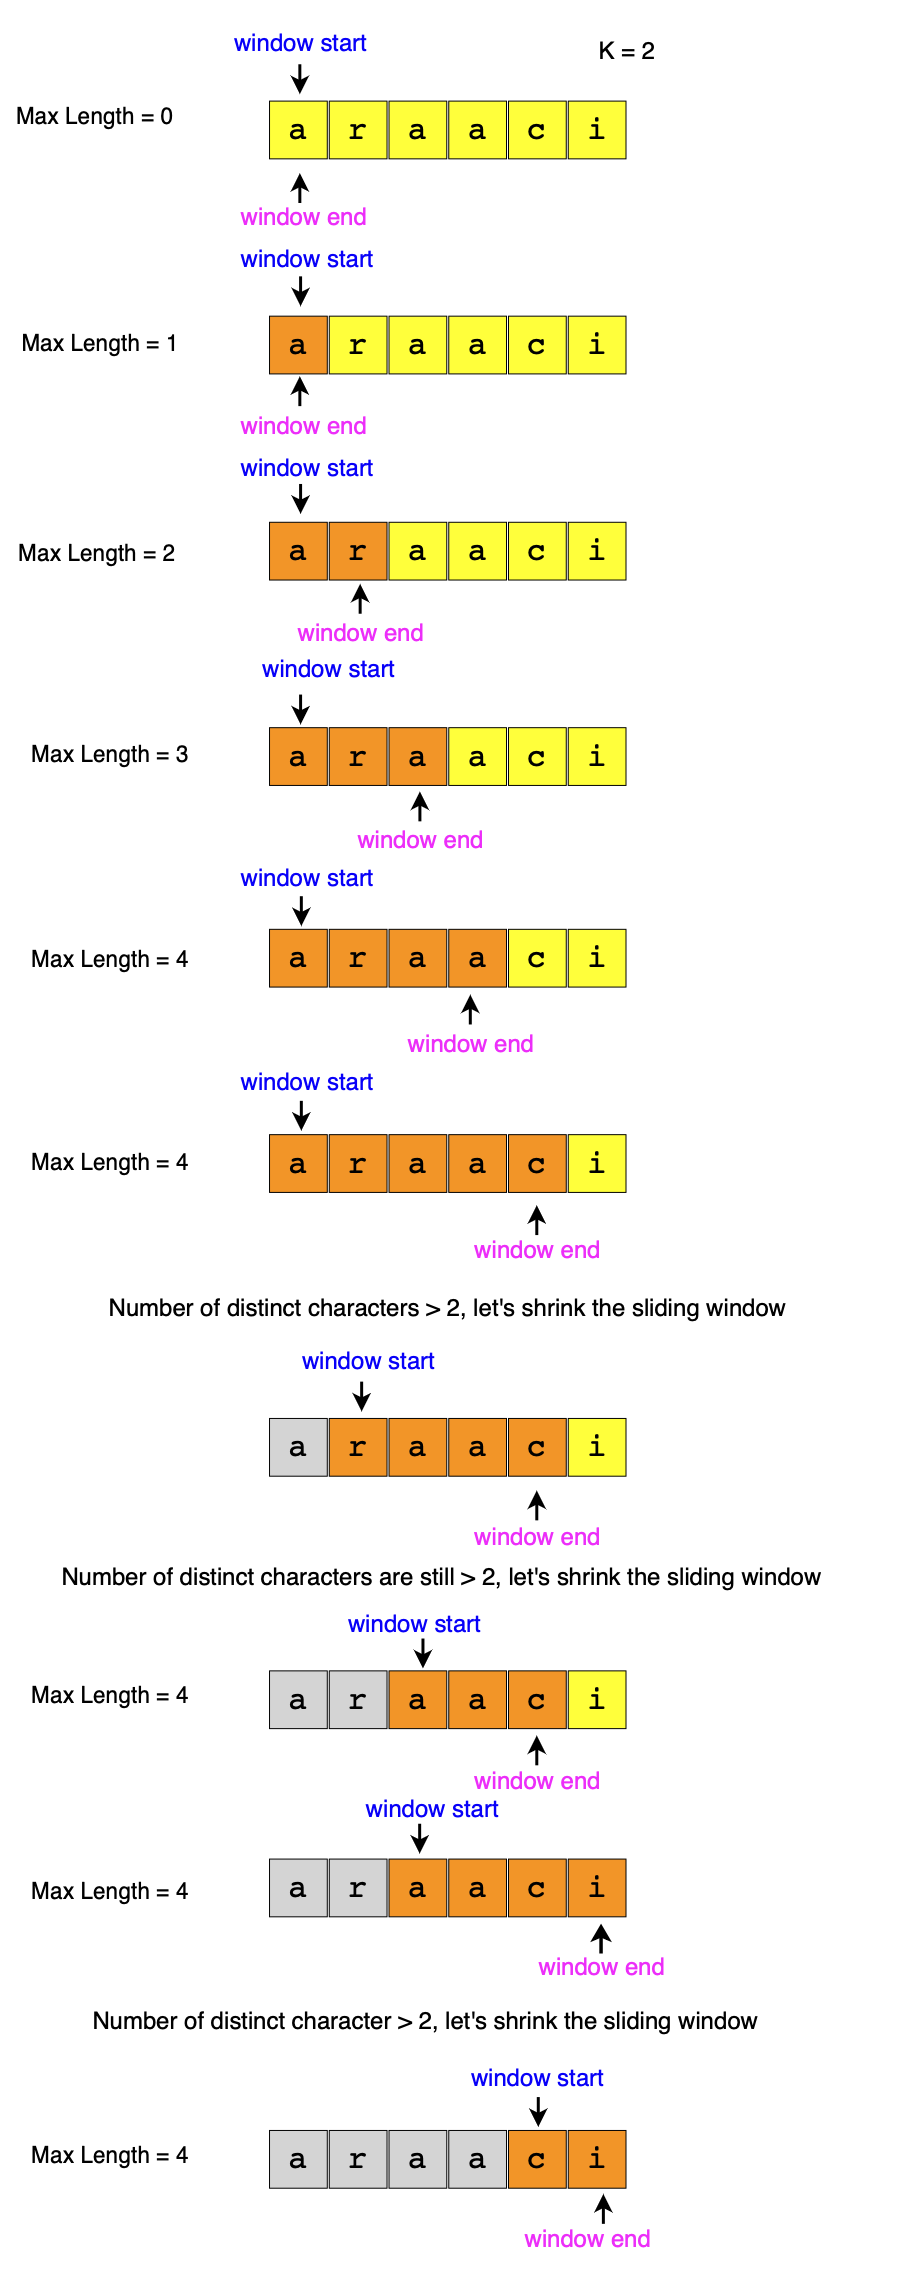 window start
K = 2
Max Length = 0
a r a a c i
window end
window start
Max Length = 1
a r a a c i
window end
window start
Max Length = 2
a r a a c i
window end
window start
Max Length = 3
a r a a c i
window end
window start
Max Length = 4
a r a a c i
window end
window start
Max Length = 4
a r a a c i
window end
Number of distinct characters > 2, let's shrink the sliding window
window start
a r a a c i
window end
Number of distinct characters are still > 2, let's shrink the sliding window
window start
Max Length = 4
a r a a c i
window end
window start
Max Length = 4
a r a a c i
window end
Number of distinct character > 2, let's shrink the sliding window
window start
Max Length = 4
a r a a c i
window end